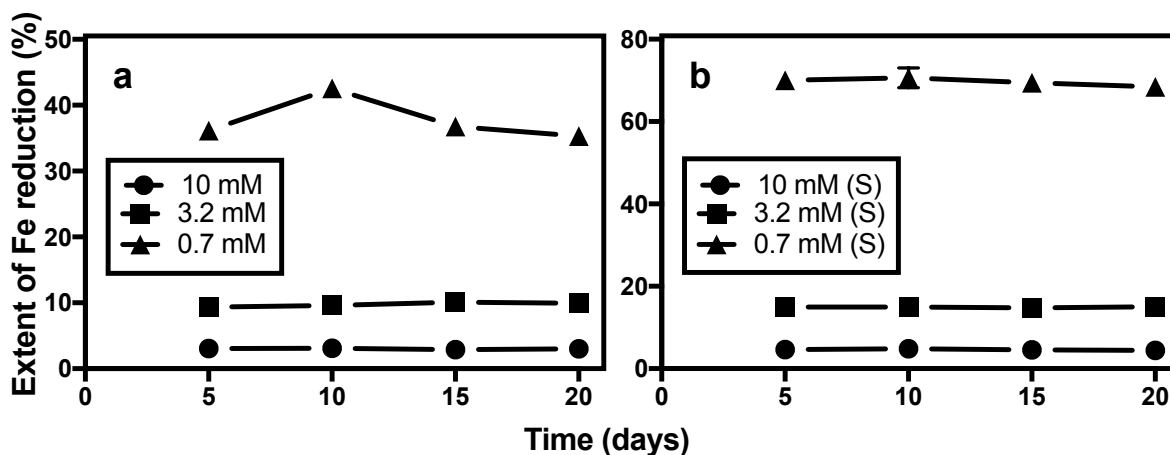 Extent of Fe reduction (%)
a
50
40
30
20
10
0
10 mM
3.2 mM
0.7 mM
0
5
10
15
20
b
80
60
40
20
0
10 mM (S)
3.2 mM (S)
0.7 mM (S)
0
5
10
15
20
Time (days)